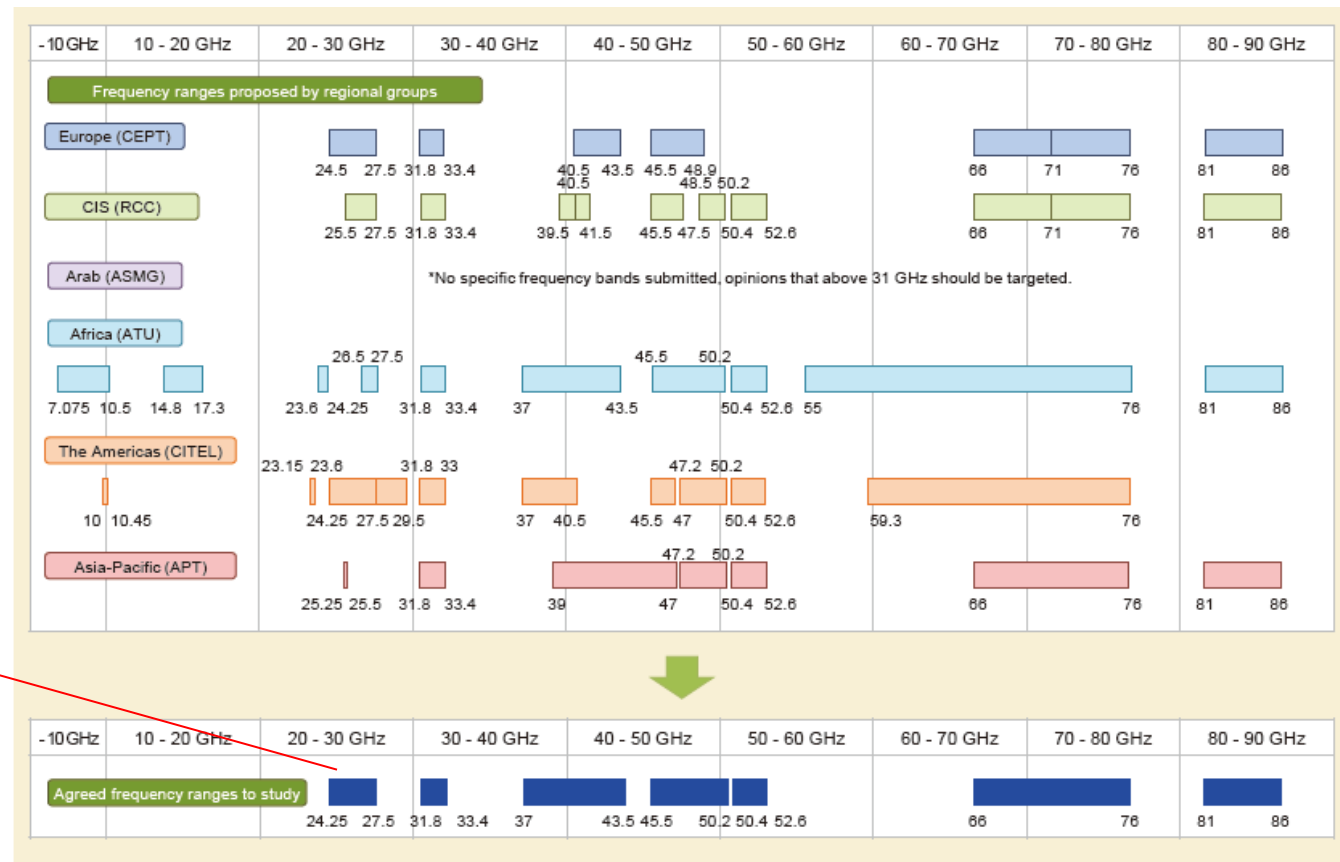 -10GHz 10 - 20 GHz 20 - 30 GHz 30 - 40 GHz 40 - 50 GHz 50 - 60 GHz 60 - 70 GHz 70 - 80 GHz 80 - 90 GHz
Frequency ranges proposed by regional groups
Europe (CEPT)
24.5 27.5 31.8 33.4 40.5 43.5 45.5 48.9 66 71 76 81 86
40.5 48.5 50.2
CIS (RCC)
25.5 27.5 31.8 33.4 39.5 41.5 45.5 47.5 50.4 52.6 66 71 76 81 86
Arab (ASMG) *No specific frequency bands submitted, opinions that above 31 GHz should be targeted.
Africa (ATU)
26.5 27.5 45.5 50.2
7.075 10.5 14.8 17.3 23.6 24.25 31.8 33.4 37 43.5 50.4 52.6 55 76 81 86
The Americas (CITEL)
23.15 23.6 31.8 33 47.2 50.2
10 10.45 24.25 27.5 29.5 37 40.5 45.5 47 50.4 52.6 59.3 76
Asia-Pacific (APT)
47.2 50.2
25.25 25.5 31.8 33.4 39 47 50.4 52.6 66 76 81 86
-10GHz 10 - 20 GHz 20 - 30 GHz 30 - 40 GHz 40 - 50 GHz 50 - 60 GHz 60 - 70 GHz 70 - 80 GHz 80 - 90 GHz
Agreed frequency ranges to study
24.25 27.5 31.8 33.4 37 43.5 45.5 50.2 50.4 52.6 66 76 81 86